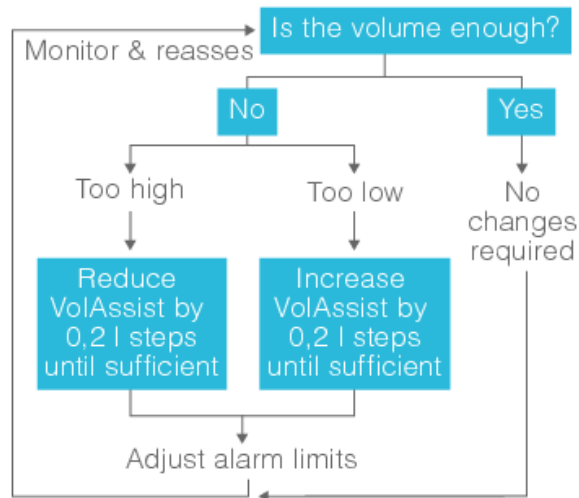 Is the volume enough?
Monitor & reasses
No
Yes
Too high
Too low
No
changes
required
Reduce
VolAssist by
0,2 l steps
until sufficient
Increase
VolAssist by
0,2 l steps
until sufficient
Adjust alarm limits